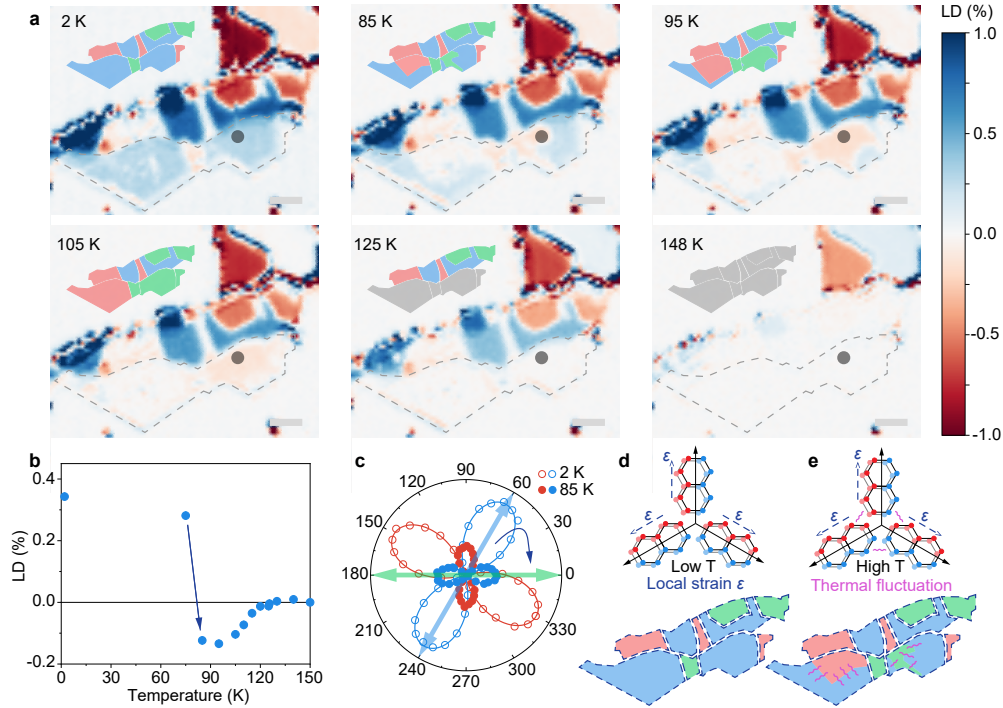 a
2 K
85 K
95 K
LD (%)
1.0
0.5
0.0
-0.5
-1.0
105 K
125 K
148 K
b
0.4
0.2
0.0
-0.2
LD (%)
0
30
60
90
120
150
Temperature (K)
c
90
120
60
150
30
180
0
210
330
240
300
270
2 K
85 K
d
ε
ε
ε
Low T
Local strain ε
e
ε
ε
ε
High T
Thermal fluctuation